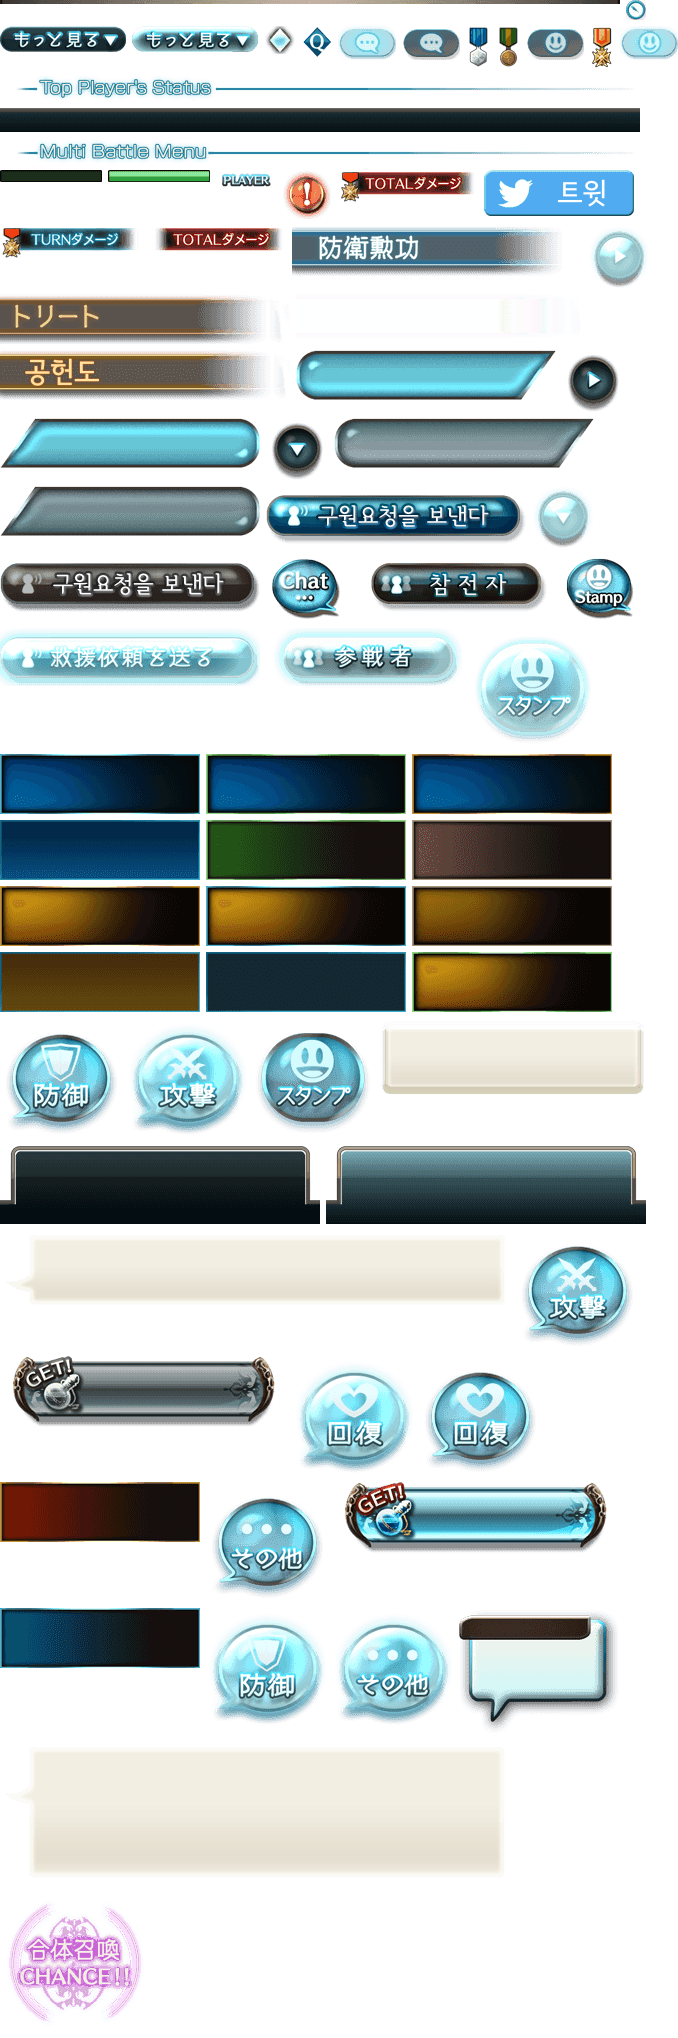 もっと見る▼
もっと見る▼
Q
Top Player's Status
Multi Battle Menu
PLAYER
!
TOTALダメージ
트윗
TURNダメージ
TOTALダメージ
防衛勲功
トリート
공헌도
구원요청을 보낸다
구원요청을 보낸다
Chat
참 전 자
Stamp
救援依頼を送る
参戦者
スタンプ
防御
攻撃
スタンプ
攻撃
GET!
回復
回復
その他
GET!
防御
その他
合体召喚
CHANCE!!